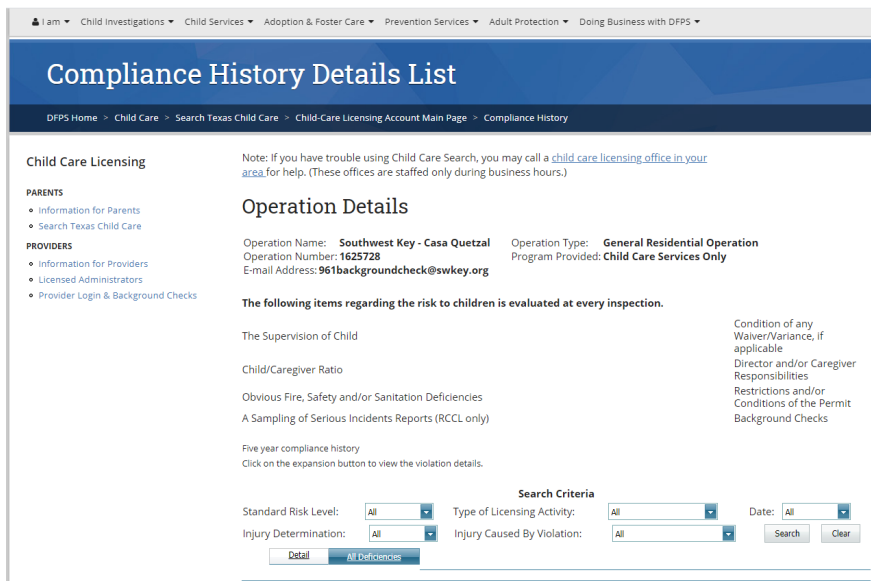 I am Child Investigations Child Services Adoption & Foster Care Prevention Services Adult Protection Doing Business with DFPS
Compliance History Details List
DFPS Home > Child Care > Search Texas Child Care > Child-Care Licensing Account Main Page > Compliance History
Child Care Licensing
PARENTS
Information for Parents
Search Texas Child Care
PROVIDERS
Information for Providers
Licensed Administrators
Provider Login & Background Checks
Note: If you have trouble using Child Care Search, you may call a child care licensing office in your
area for help. (These offices are staffed only during business hours.)
Operation Details
Operation Name: Southwest Key - Casa Quetzal Operation Type: General Residential Operation
Operation Number: 1625728 Program Provided: Child Care Services Only
E-mail Address: 961backgroundcheck@swkey.org
The following items regarding the risk to children is evaluated at every inspection.
The Supervision of Child
Condition of any
Waiver/Variance, if
applicable
Child/Caregiver Ratio
Director and/or Caregiver
Responsibilities
Obvious Fire, Safety and/or Sanitation Deficiencies
Restrictions and/or
Conditions of the Permit
A Sampling of Serious Incidents Reports (RCCL only) Background Checks
Five year compliance history
Click on the expansion button to view the violation details.
Search Criteria
Standard Risk Level: All Type of Licensing Activity: All Date: All
Injury Determination: All Injury Caused By Violation: All Search Clear
Detail All Deficiencies